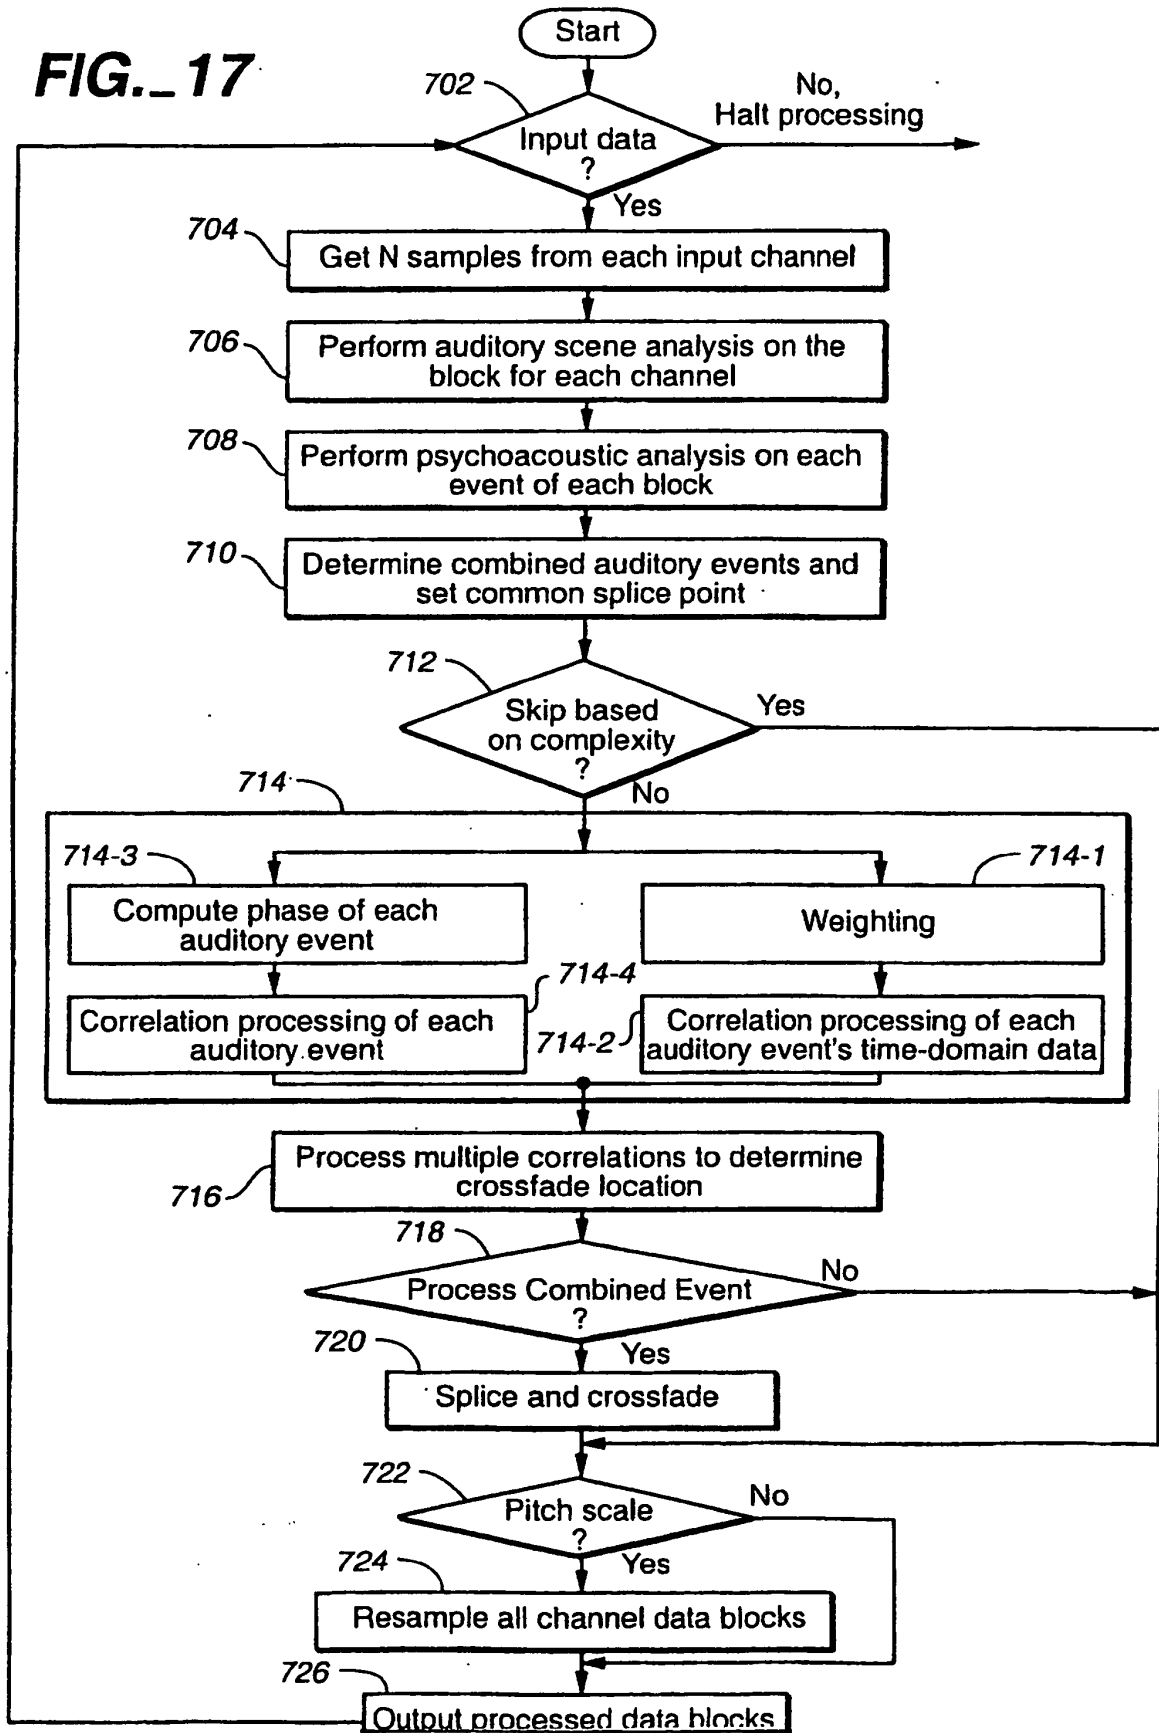 Start
FIG._17
702
No,
Halt processing
Input data
?
Yes
704
Get N samples from each input channel
706
Perform auditory scene analysis on the
block for each channel
708
Perform psychoacoustic analysis on each
event of each block
710
Determine combined auditory events and
set common splice point
712
Skip based
on complexity
?
Yes
No
714
714-3
714-1
Compute phase of each
auditory event
Weighting
714-4
Correlation processing of each
auditory event
714-2
Correlation processing of each
auditory event's time-domain data
Process multiple correlations to determine
crossfade location
716
718
Process Combined Event
?
No
Yes
720
Splice and crossfade
722
Pitch scale
?
No
Yes
724
Resample all channel data blocks
726
Output processed data blocks